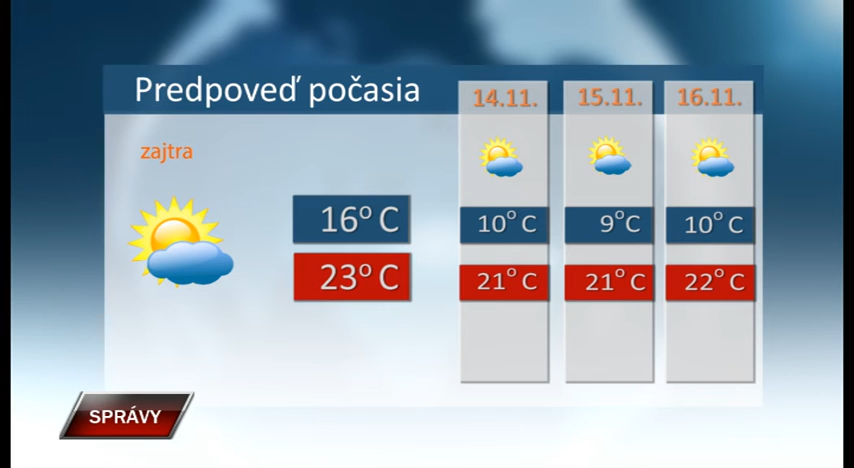 Predpoveď počasia
zajtra
16° C
23° C
14.11.
10° C
21° C
15.11.
9°C
21° C
16.11.
10° C
22° C
SPRÁVY